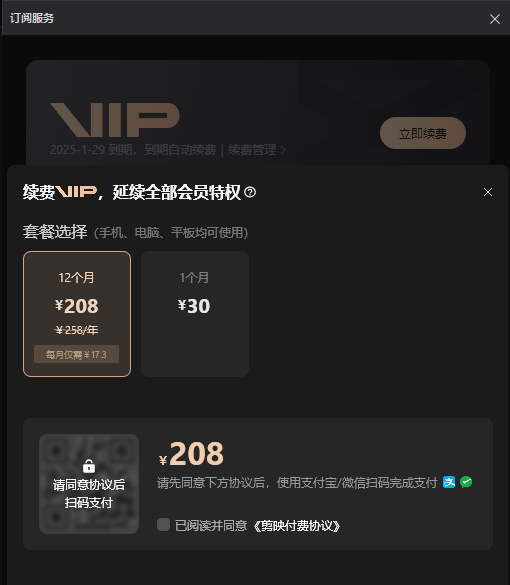 订阅服务
VIP
2025-1-29 到期，到期自动续费 | 续费管理 >
立即续费
续费VIP，延续全部会员特权
套餐选择（手机、电脑、平板均可使用）
12个月
¥208
¥258/年
每月仅需￥17.3
1个月
¥30
请同意协议后
扫码支付
¥208
请先同意下方协议后，使用支付宝/微信扫码完成支付
已阅读并同意《剪映付费协议》